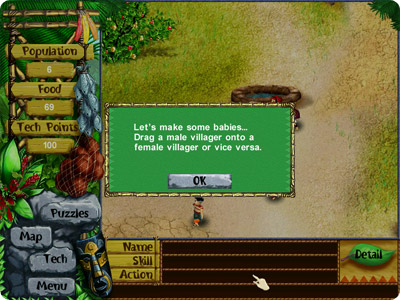 Population
6
Food
69
Tech Points
100
Let's make some babies...
Drag a male villager onto a
female villager or vice versa.
OK
Puzzles
Map
Tech
Menu
Name
Skill
Action
Detail